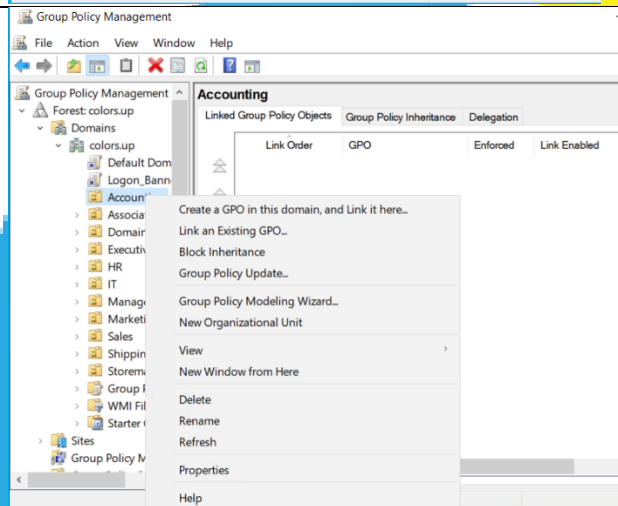 Group Policy Management
File Action View Window Help
Group Policy Management
Forest: colors.up
Domains
colors.up
Default Dom
Logon_Bann
Accoun
Associa
Domair
Executiv
HR
IT
Manag
Marketi
Sales
Shippin
Storem
Group F
WMI Fil
Starter
Sites
Group Policy M
Accounting
Linked Group Policy Objects Group Policy Inheritance Delegation
Link Order GPO Enforced Link Enabled
Create a GPO in this domain, and Link it here...
Link an Existing GPO...
Block Inheritance
Group Policy Update...
Group Policy Modeling Wizard...
New Organizational Unit
View
New Window from Here
Delete
Rename
Refresh
Properties
Help